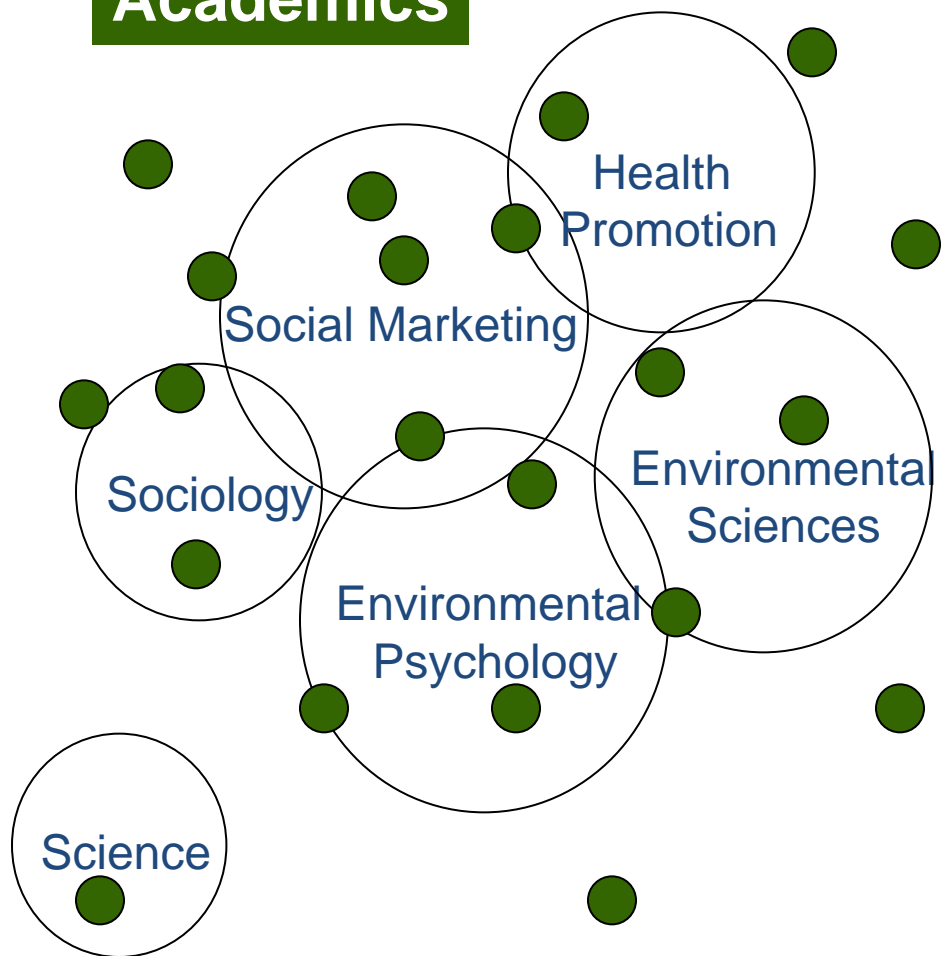 Academics
Health
Promotion
Social Marketing
Environmental
Sciences
Sociology
Environmental
Psychology
Science